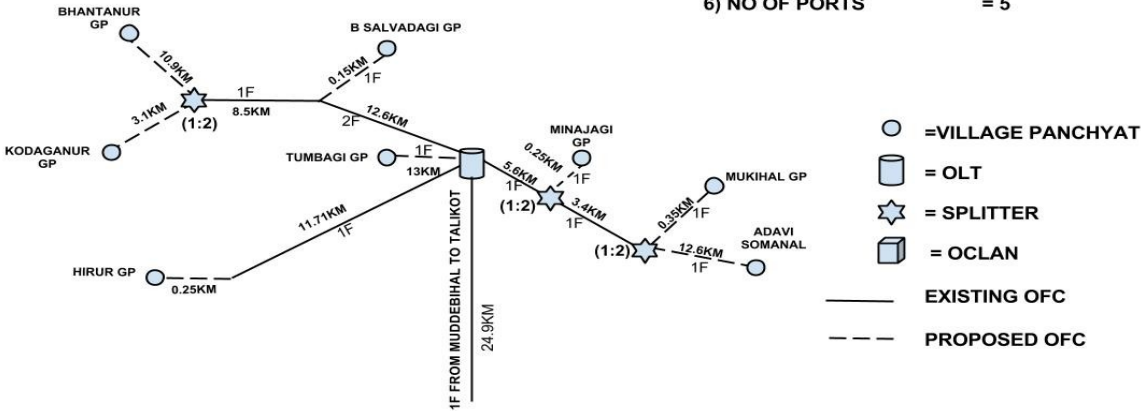 6) NO OF PORTS = 5
BHANTANUR
GP
10.9KM
3.1KM
KODAGANUR
GP
(1:2)
1F
8.5KM
B SALVADAGI GP
0.15KM
1F
12.6KM
2F
TUMBAGI GP
1F
13KM
11.71KM
1F
HIRUR GP
0.25KM
1F FROM MUDDEBIHAL TO TALIKOT
24.9KM
5.6KM
1F
(1:2)
MINAJAGI
GP
0.25KM
1F
3.4KM
1F
(1:2)
MUKIHAL GP
0.35KM
1F
ADAVI
SOMANAL
12.6KM
1F
=VILLAGE PANCHYAT
= OLT
= SPLITTER
= OCLAN
EXISTING OFC
PROPOSED OFC